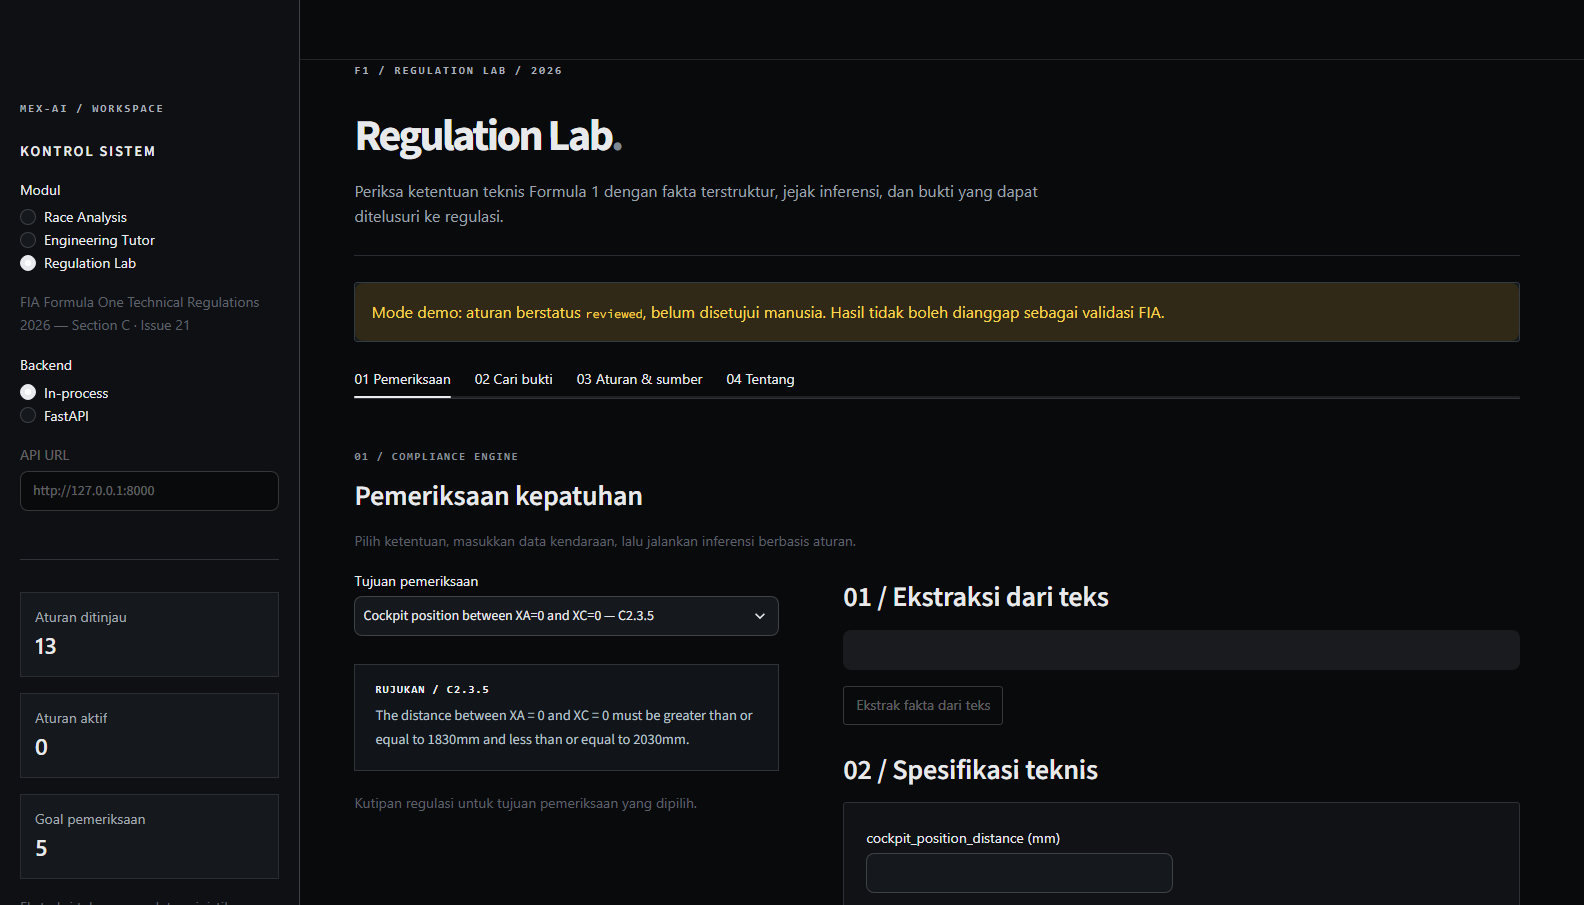 MEX-AI / WORKSPACE
KONTROL SISTEM
Modul
Race Analysis
Engineering Tutor
Regulation Lab
FIA Formula One Technical Regulations
2026 — Section C · Issue 21
Backend
In-process
FastAPI
API URL
http://127.0.0.1:8000
Aturan ditinjau
13
Aturan aktif
0
Goal pemeriksaan
5
F1 / REGULATION LAB / 2026
Regulation Lab.
Periksa ketentuan teknis Formula 1 dengan fakta terstruktur, jejak inferensi, dan bukti yang dapat
ditelusuri ke regulasi.
Mode demo: aturan berstatus reviewed, belum disetujui manusia. Hasil tidak boleh dianggap sebagai validasi FIA.
01 Pemeriksaan 02 Cari bukti 03 Aturan & sumber 04 Tentang
01 / COMPLIANCE ENGINE
Pemeriksaan kepatuhan
Pilih ketentuan, masukkan data kendaraan, lalu jalankan inferensi berbasis aturan.
Tujuan pemeriksaan
Cockpit position between XA=0 and XC=0 — C2.3.5
RUJUKAN / C2.3.5
The distance between XA = 0 and XC = 0 must be greater than or
equal to 1830mm and less than or equal to 2030mm.
Kutipan regulasi untuk tujuan pemeriksaan yang dipilih.
01 / Ekstraksi dari teks
Ekstrak fakta dari teks
02 / Spesifikasi teknis
cockpit_position_distance (mm)